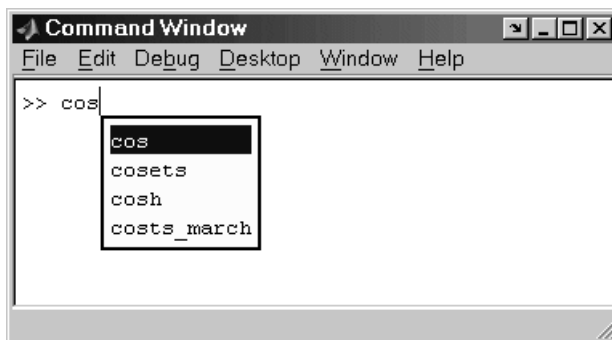 Command Window
File Edit Debug Desktop Window Help
>> cos
cos
cosets
cosh
costs_march